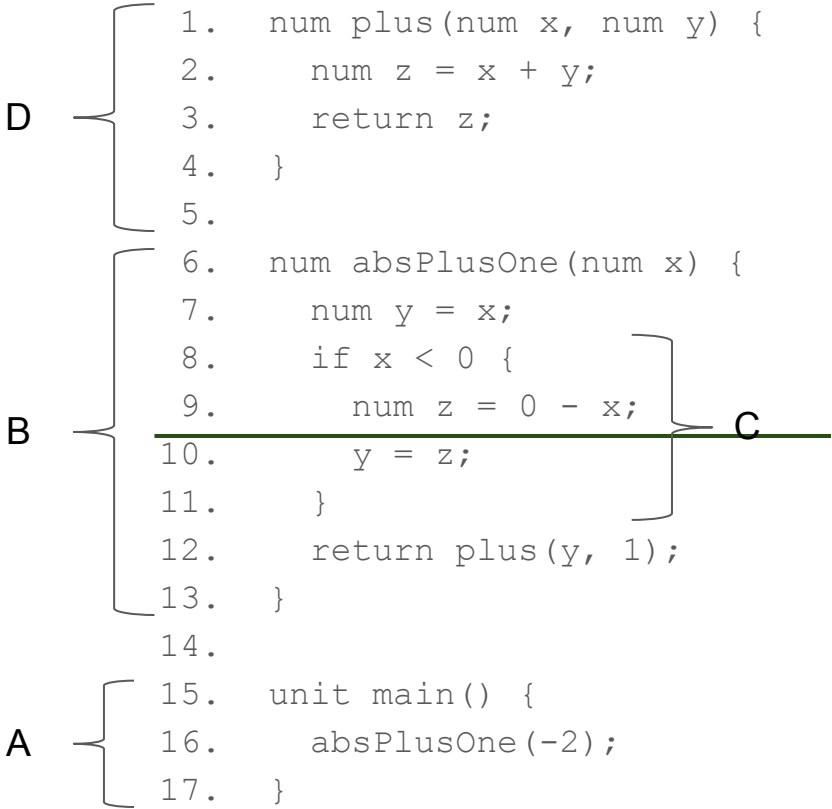 1. num plus(num x, num y) {
2. num z = x + y;
D
3. return z;
4. }
5.
6. num absPlusOne(num x) {
7. num y = x;
8. if x < 0 {
9. num z = 0 - x;
B
C
10. y = z;
11. }
12. return plus(y, 1);
13. }
14.
15. unit main() {
A
16. absPlusOne(-2);
17. }